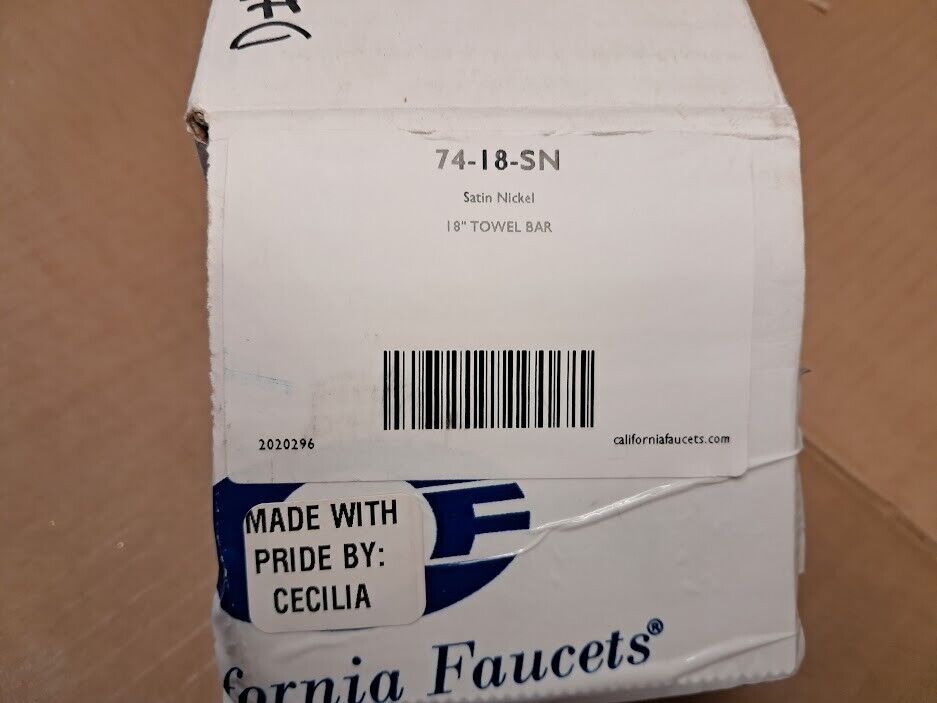 74-18-SN
Satin Nickel
18" TOWEL BAR
2020296
californiafaucets.com
F
MADE WITH
PRIDE BY:
CECILIA
fornia Faucets®